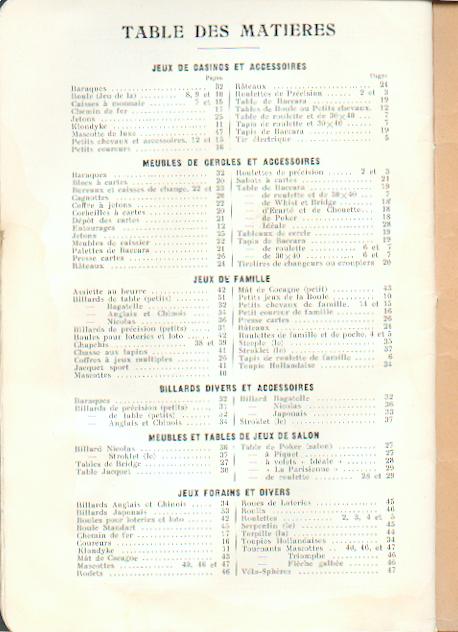 TABLE DES MATIERES
JEUX DE CASINOS ET ACCESSOIRES
Pages
Baraques 32
Boule (Jeu de la) 8, 9 et 10
Caisses à monnaie 7 et 15
Chemin de fer 17
Jetons 25
Klondyke 11
Mascotte de luxe 47
Petits chevaux et accessoires, 12 et 15
Petits coureurs 16
Pages
Râteaux 24
Roulettes de Précision 2 et 3
Table de Baccara 19
Tables de Boule ou Petits chevaux, 12
Table de roulette et de 30×40 7
Tapis de roulette et 30×40 7
Tapis de Baccara 19
Tir électrique 5
MEUBLES DE CERCLES ET ACCESSOIRES
Baraques 32
Blocs à cartes 20
Bureaux et caisses de change, 22 et 23
Cagnottes 26
Coffre à jetons 22
Corbeilles à cartes 20
Dépôt des cartes 21
Entourages 12
Jetons 25
Meubles de caissier 22
Palettes de Baccara 21
Presse cartes 26
Râteaux 24
Roulettes de précision 2 et 3
Sabots à cartes 21
Table de Baccara 19
— de roulette et de 30×40 7
— de Whist et Bridge 18
— d'Écarté et de Chouette 18
— de Poker 18
— Idéale 28
Tableaux de cercle 19
Tapis de Baccara 19
— de roulette 6 et 7
— de 30×40 6 et 7
Tirelires de changeurs ou croupiers 20
JEUX DE FAMILLE
Assiette au beurre 42
Billards de table (petits) 31
— Bagatelle 32
— Anglais et Chinois 34
— Nicolas 36
Billards de précision (petits) 37
Boules pour loteries et loto 42
Chapchis 38 et 39
Chasse aux lapins 41
Coffres à jeux multiples 26
Jacquet sport 41
Mascottes 40
Mât de Cocagne (petit) 43
Petits jeux de la Boule 10
Petits chevaux de famille, 14 et 15
Petit coureur de famille 16
Presse cartes 26
Râteaux 24
Roulettes de famille et de poche, 4 et 5
Steeple (le) 35
Stroklet (le) 37
Tapis de roulette de famille 6
Toupie Hollandaise 34
BILLARDS DIVERS ET ACCESSOIRES
Baraques 32
Billards de précision (petits) 37
— de table (petits)
— Anglais et Chinois 34
Billard Bagatelle 32
— Nicolas 36
— Japonais 33
Stroklet (le) 37
MEUBLES ET TABLES DE JEUX DE SALON
Billard Nicolas 36
— Stroklet (le) 37
Tables de Bridge 27
Table Jacquet 30
Table de Poker (salon) 27
— à Piquet 27
— à volets, « Idéale » 28
— « La Parisienne » 29
— de roulette 28 et 29
JEUX FORAINS ET DIVERS
Billards Anglais et Chinois 34
Billards Japonais 33
Boules pour loteries et loto 42
Boule Standart 45
Chemin de fer 17
Coureurs 16
Klondyke 11
Mât de Cocagne 43
Mascottes 40, 46 et 47
Rodets 46
Roues de Loteries 45
Roulis 46
Roulettes 2, 3, 4 et 5
Serpentin (le) 45
Torpille (la) 44
Toupies Hollandaises 34
Tournants Mascottes 40, 46, et 47
— Triomphe 46
— Flèche galbée 46
Vélo-Sphères 47